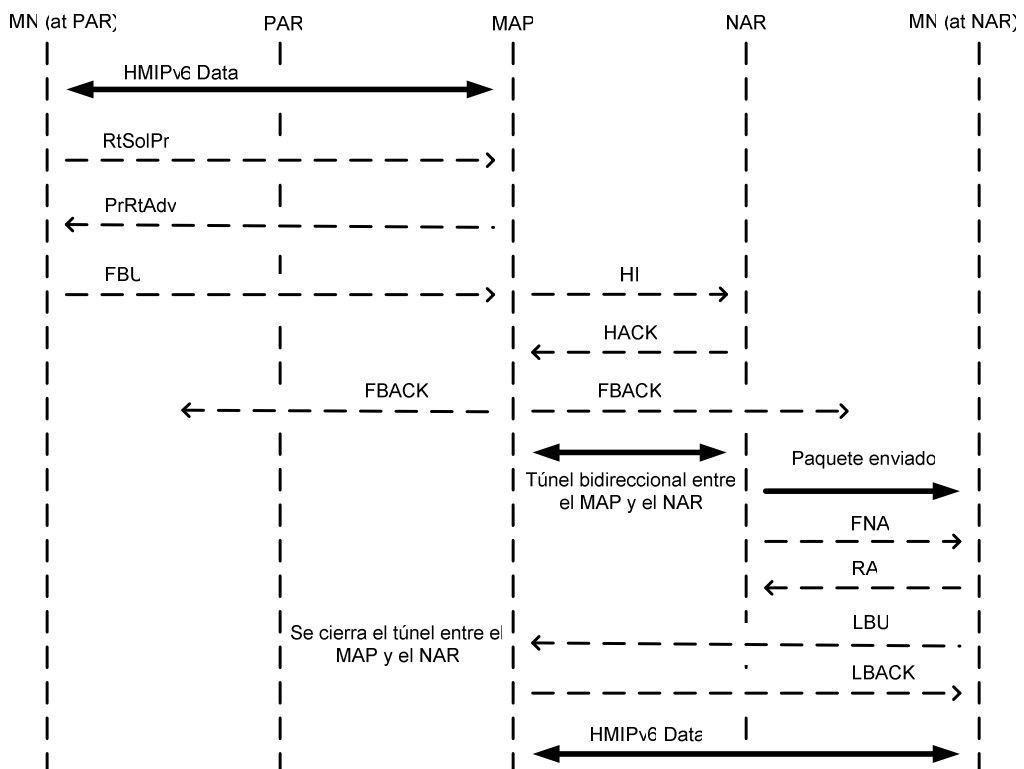 MN (at PAR)
PAR
MAP
NAR
MN (at NAR)
HMIPv6 Data
RtSolPr
PrRtAdv
FBU
HI
HACK
FBACK
FBACK
Túnel bidireccional entre
el MAP y el NAR
Paquete enviado
FNA
RA
Se cierra el túnel entre el
MAP y el NAR
LBU
LBACK
HMIPv6 Data